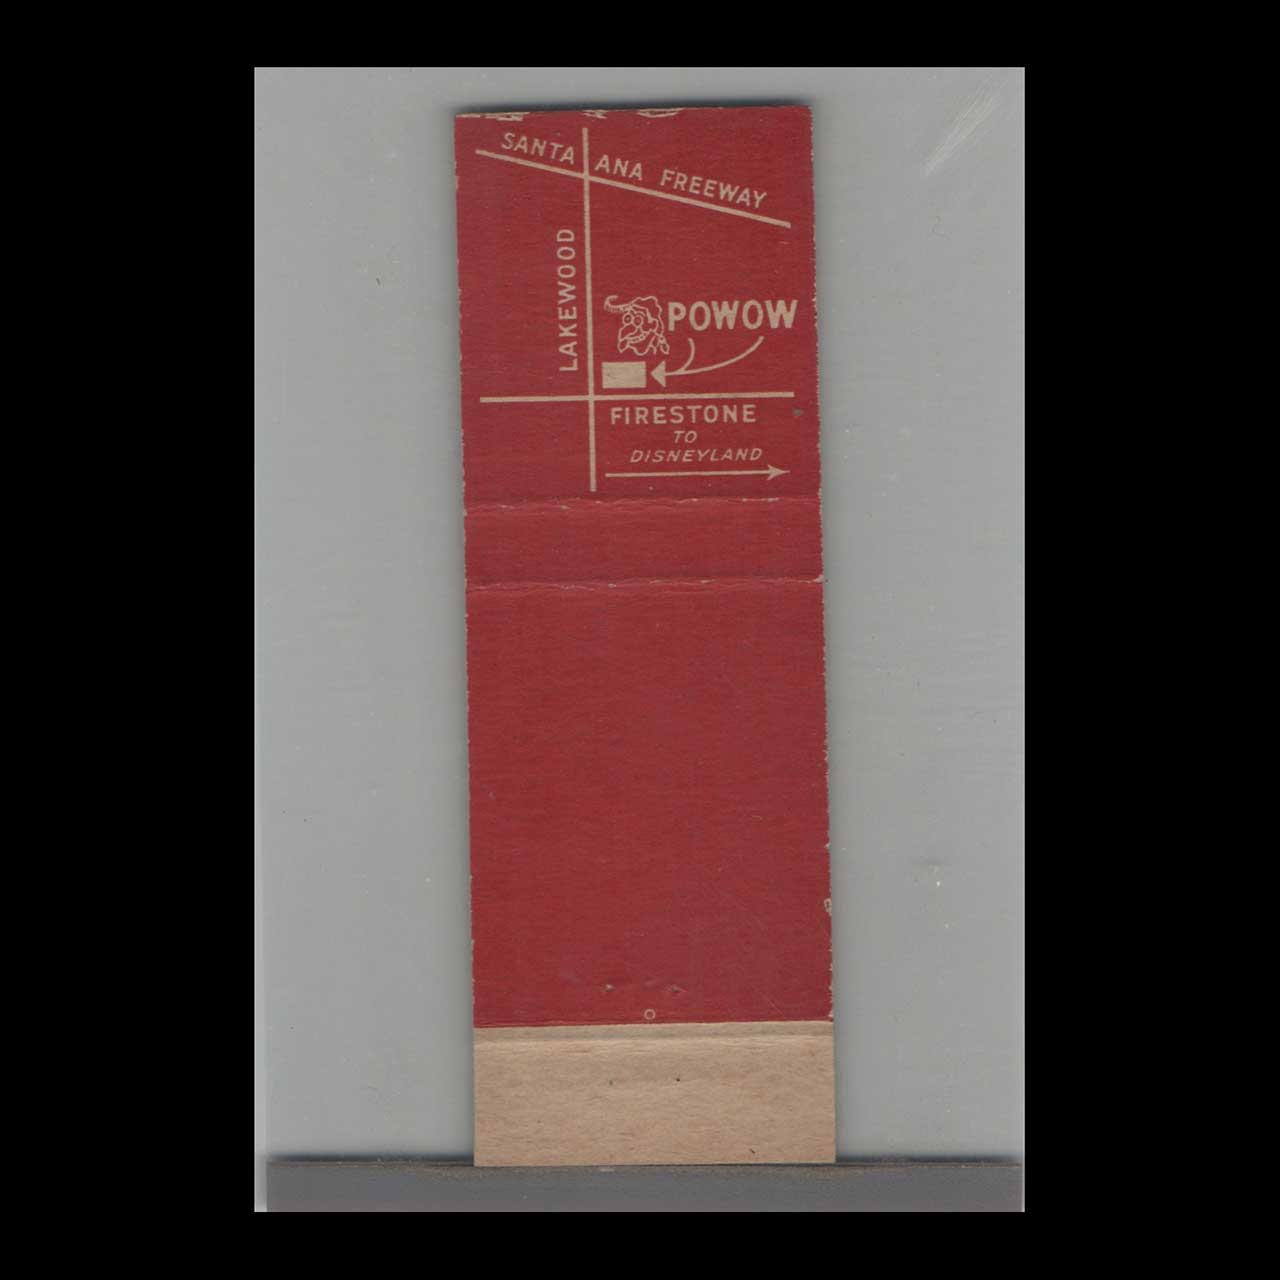 SANTA ANA FREEWAY
LAKEWOOD
POWOW
FIRESTONE
TO
DISNEYLAND